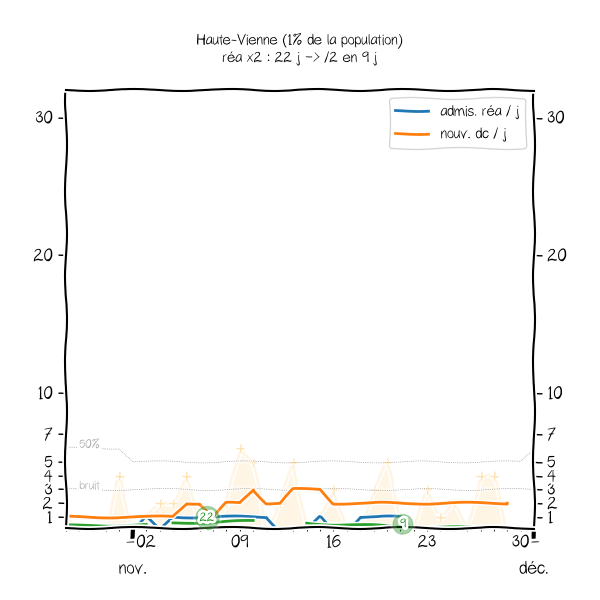 Haute-Vienne (1% de la population)
réa x2 : 22 j -> /2 en 9 j
admis. réa / j
nouv. dc / j
30 30
20 20
10 10
7 7
50%
5 5
4 4
bruit
3 3
2 2
1 1
22
9
02 09 16 23 30
nov. déc.